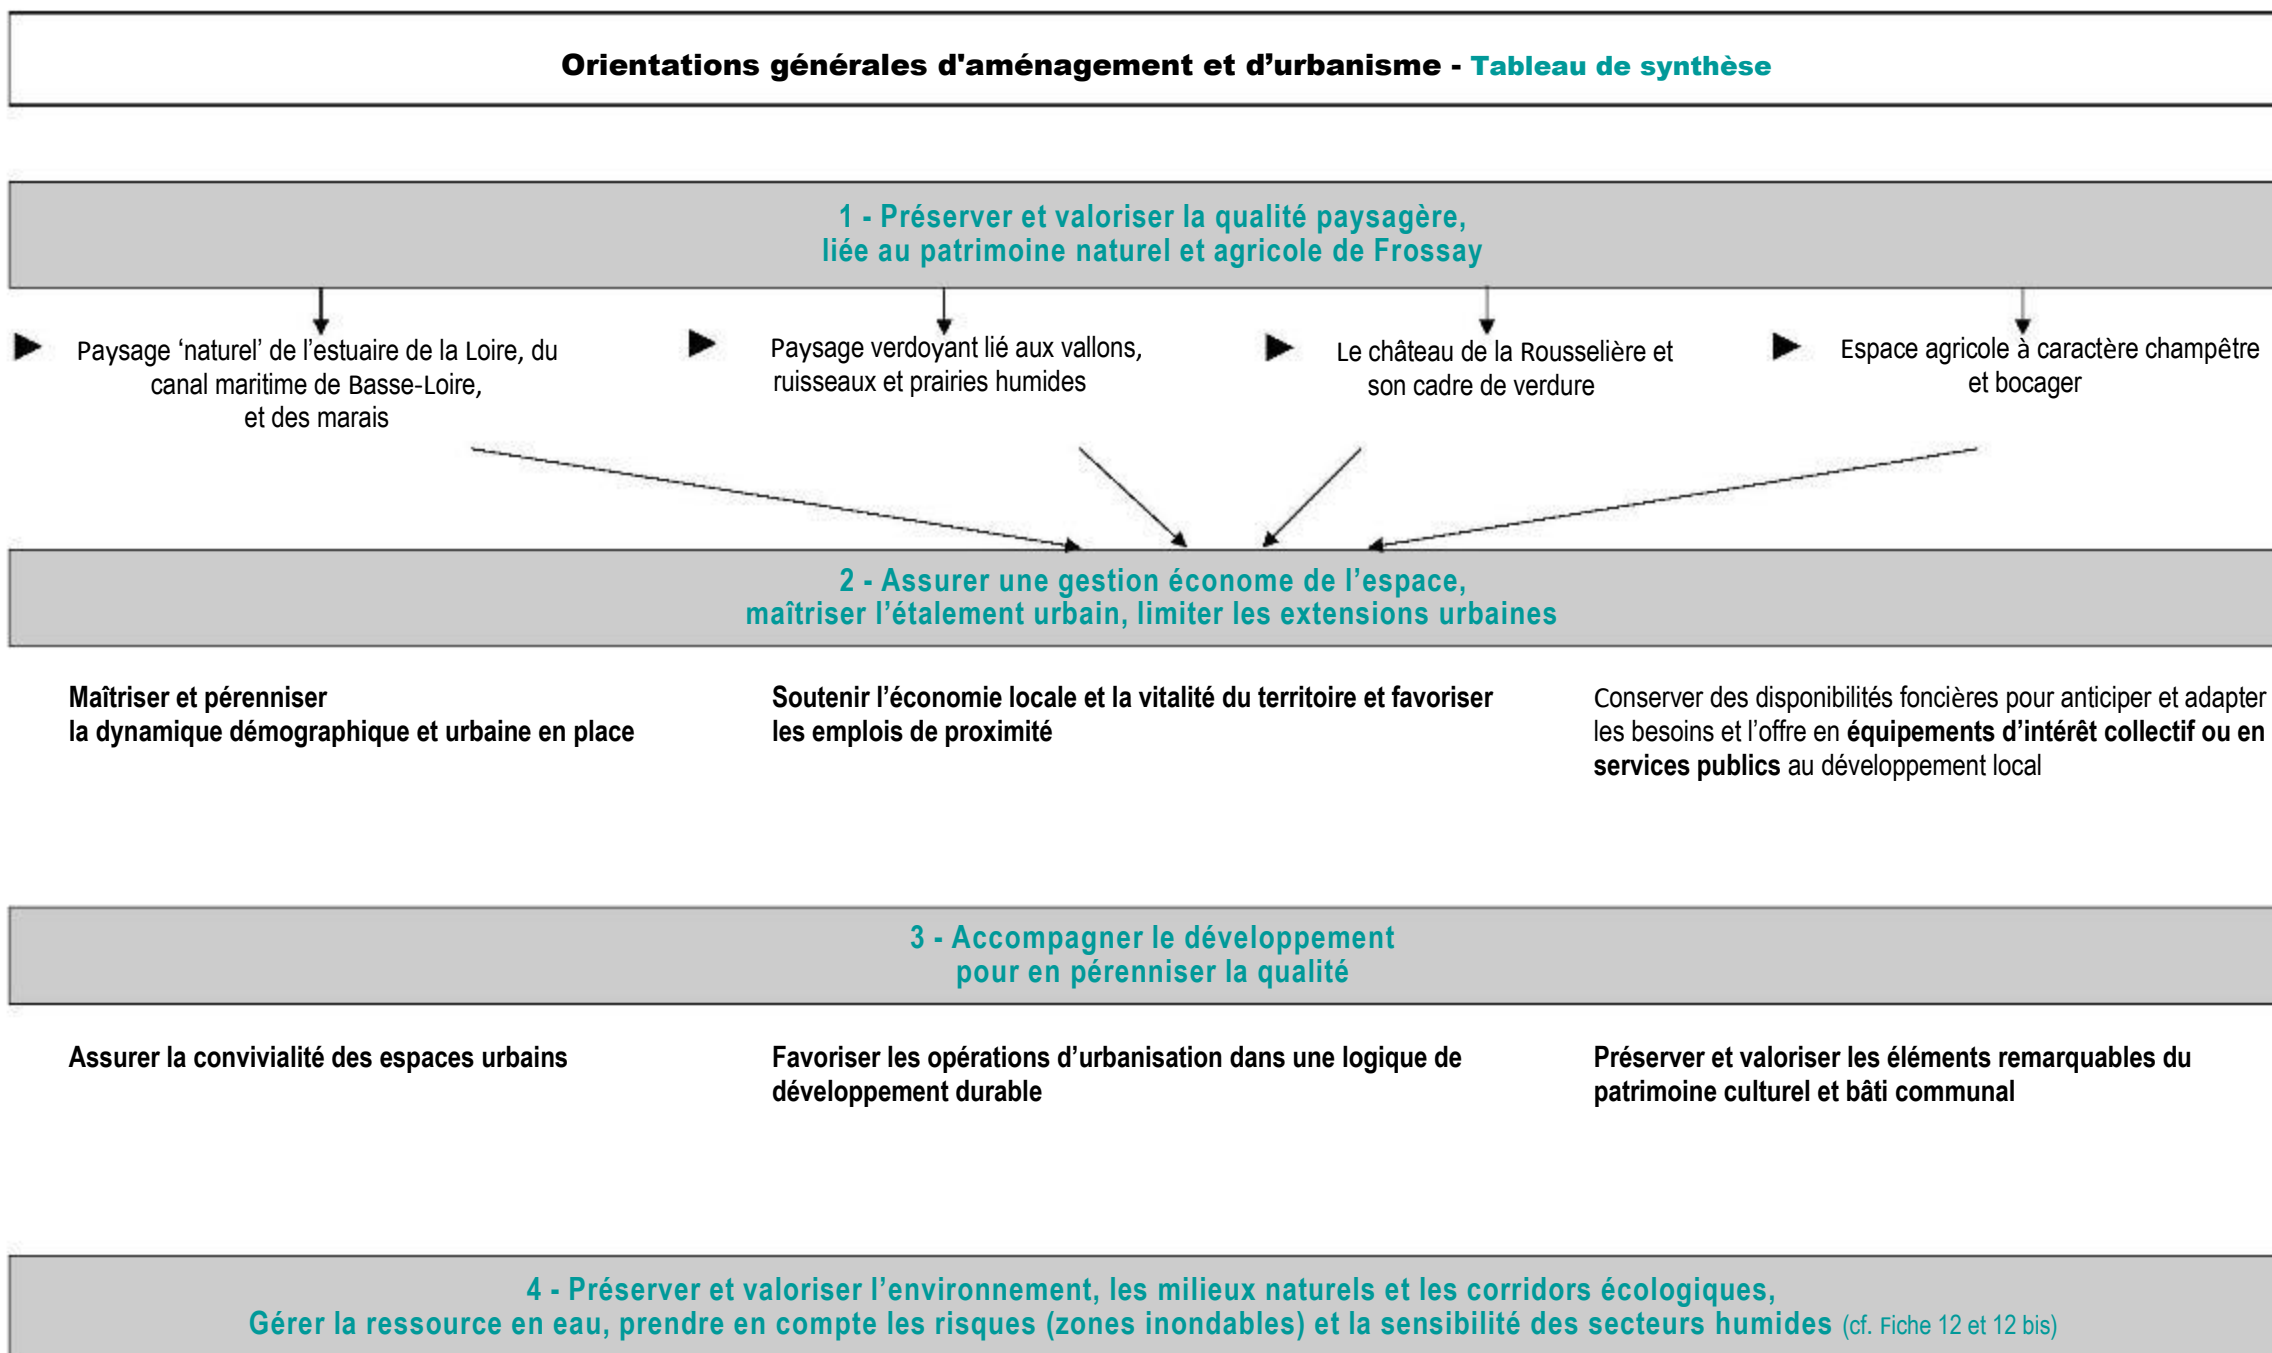 Orientations générales d'aménagement et d’urbanisme - Tableau de synthèse
1 - Préserver et valoriser la qualité paysagère,
liée au patrimoine naturel et agricole de Frossay
Paysage ‘naturel’ de l’estuaire de la Loire, du
canal maritime de Basse-Loire,
et des marais
Paysage verdoyant lié aux vallons,
ruisseaux et prairies humides
Le château de la Rousselière et
son cadre de verdure
Espace agricole à caractère champêtre
et bocager
2 - Assurer une gestion économe de l’espace,
maîtriser l’étalement urbain, limiter les extensions urbaines
Maîtriser et pérenniser
la dynamique démographique et urbaine en place
Soutenir l’économie locale et la vitalité du territoire et favoriser
les emplois de proximité
Conserver des disponibilités foncières pour anticiper et adapter
les besoins et l’offre en équipements d’intérêt collectif ou en
services publics au développement local
3 - Accompagner le développement
pour en pérenniser la qualité
Assurer la convivialité des espaces urbains
Favoriser les opérations d’urbanisation dans une logique de
développement durable
Préserver et valoriser les éléments remarquables du
patrimoine culturel et bâti communal
4 - Préserver et valoriser l’environnement, les milieux naturels et les corridors écologiques,
Gérer la ressource en eau, prendre en compte les risques (zones inondables) et la sensibilité des secteurs humides (cf. Fiche 12 et 12 bis)